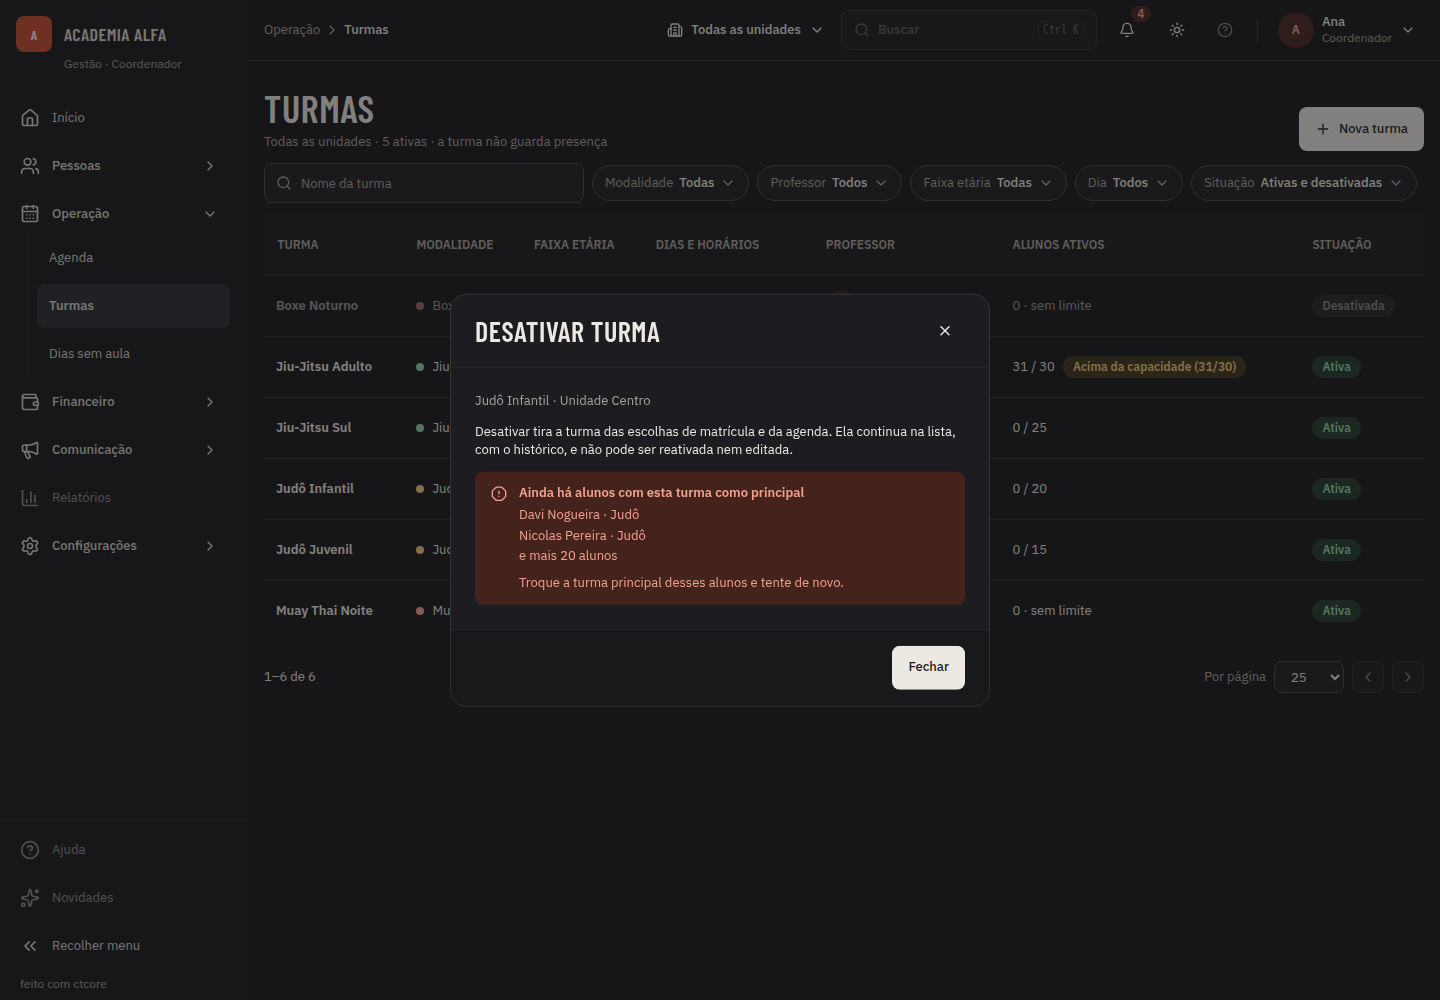 A
ACADEMIA ALFA
Gestão · Coordenador
Início
Pessoas
Operação
Agenda
Turmas
Dias sem aula
Financeiro
Comunicação
Relatórios
Configurações
Ajuda
Novidades
Recolher menu
feito com ctcore
Operação > Turmas
Todas as unidades
Buscar
Ctrl K
4
A
Ana
Coordenador
TURMAS
Todas as unidades · 5 ativas · a turma não guarda presença
Nova turma
Nome da turma
Modalidade Todas
Professor Todos
Faixa etária Todas
Dia Todos
Situação Ativas e desativadas
TURMA MODALIDADE FAIXA ETÁRIA DIAS E HORÁRIOS PROFESSOR ALUNOS ATIVOS SITUAÇÃO
Boxe Noturno 0 · sem limite Desativada
Jiu-Jitsu Adulto 31 / 30 Acima da capacidade (31/30) Ativa
Jiu-Jitsu Sul 0 / 25 Ativa
Judô Infantil 0 / 20 Ativa
Judô Juvenil 0 / 15 Ativa
Muay Thai Noite 0 · sem limite Ativa
1–6 de 6
Por página 25
DESATIVAR TURMA
Judô Infantil · Unidade Centro
Desativar tira a turma das escolhas de matrícula e da agenda. Ela continua na lista,
com o histórico, e não pode ser reativada nem editada.
Ainda há alunos com esta turma como principal
Davi Nogueira · Judô
Nicolas Pereira · Judô
e mais 20 alunos
Troque a turma principal desses alunos e tente de novo.
Fechar